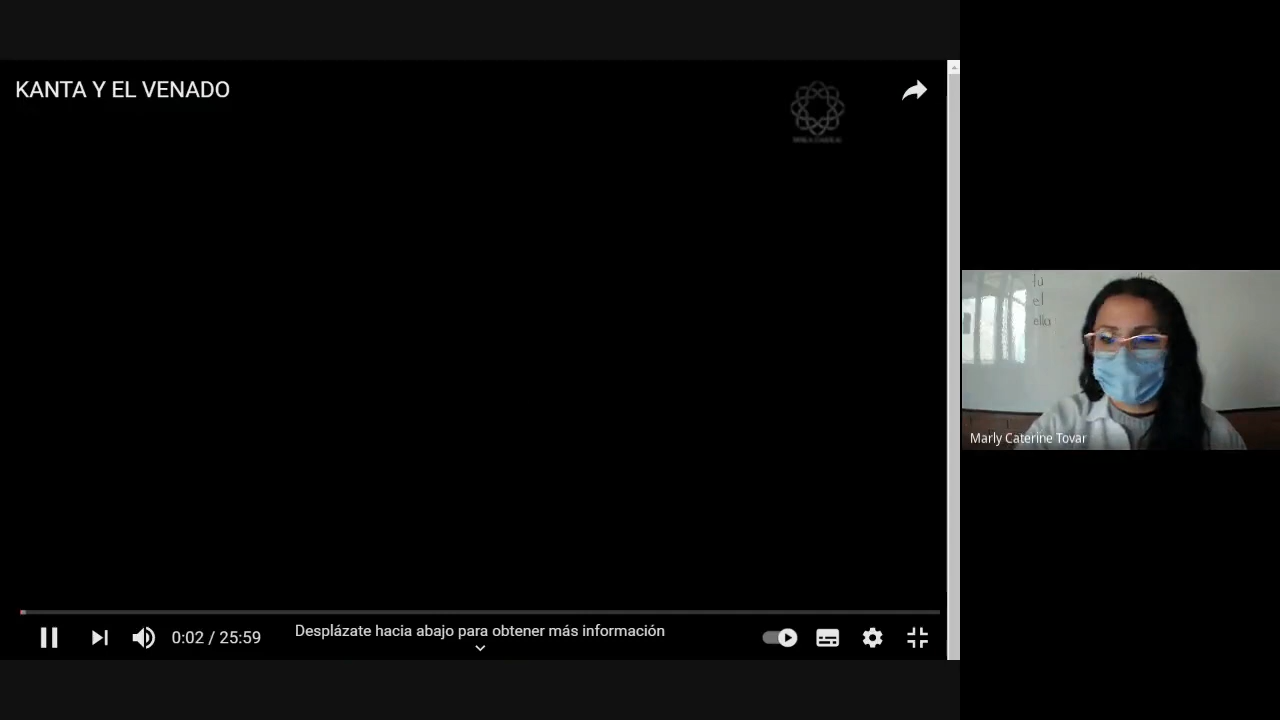 KANTA Y EL VENADO
0:02 / 25:59
Desplázate hacia abajo para obtener más información
tú
el
ella
Marly Caterine Tovar